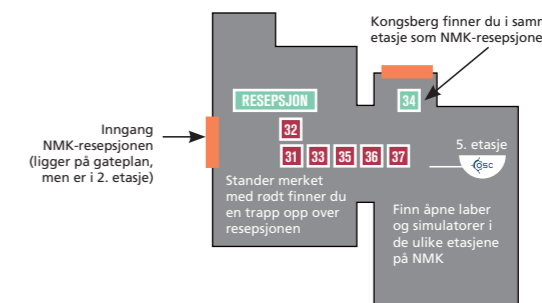 Kongsberg finner du i samm
etasje som NMK-resepsjone
RESEPSJON
34
Inngang
NMK-resepsjonen
(ligger på gateplan,
men er i 2. etasje)
32
31 33 35 36 37
5. etasje
OSC
Stander merket
med rødt finner du
en trapp opp over
resepsjonen
Finn åpne laber
og simulatorer i
de ulike etasjene
på NMK